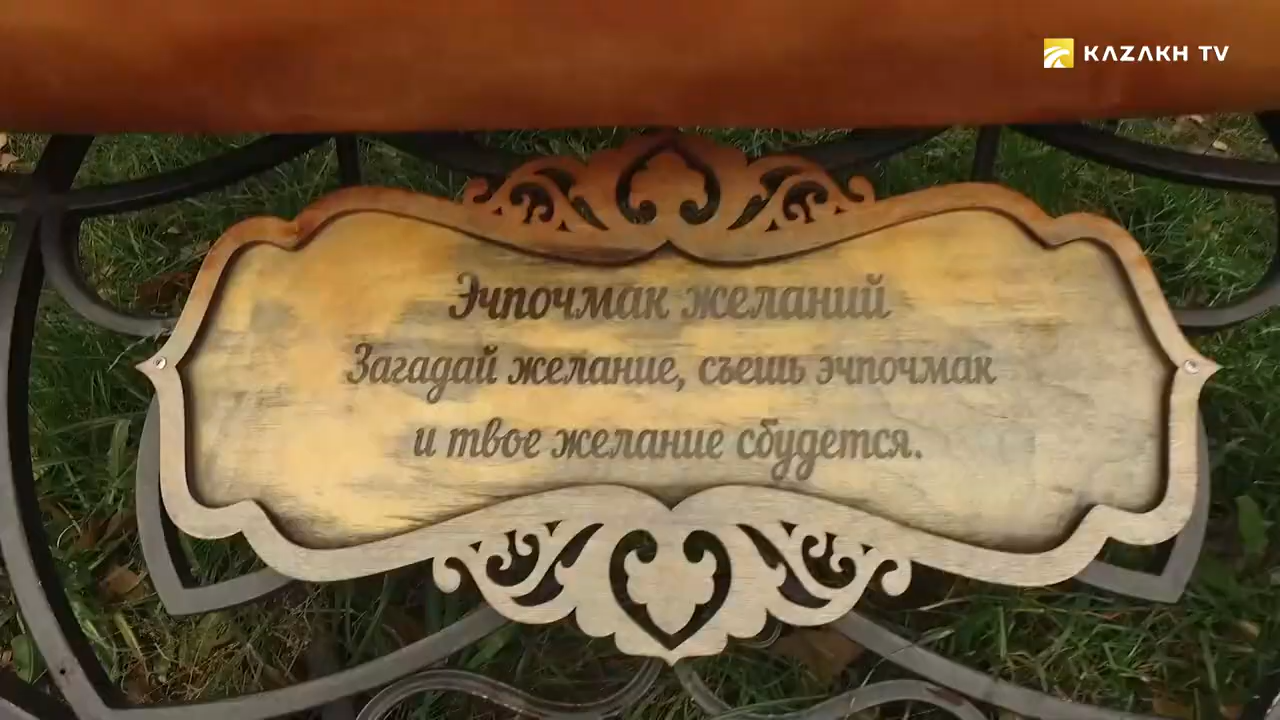 KAZAKH TV
Эчпочмак желаний
Загадай желание, съешь эчпочмак
и твое желание сбудется.